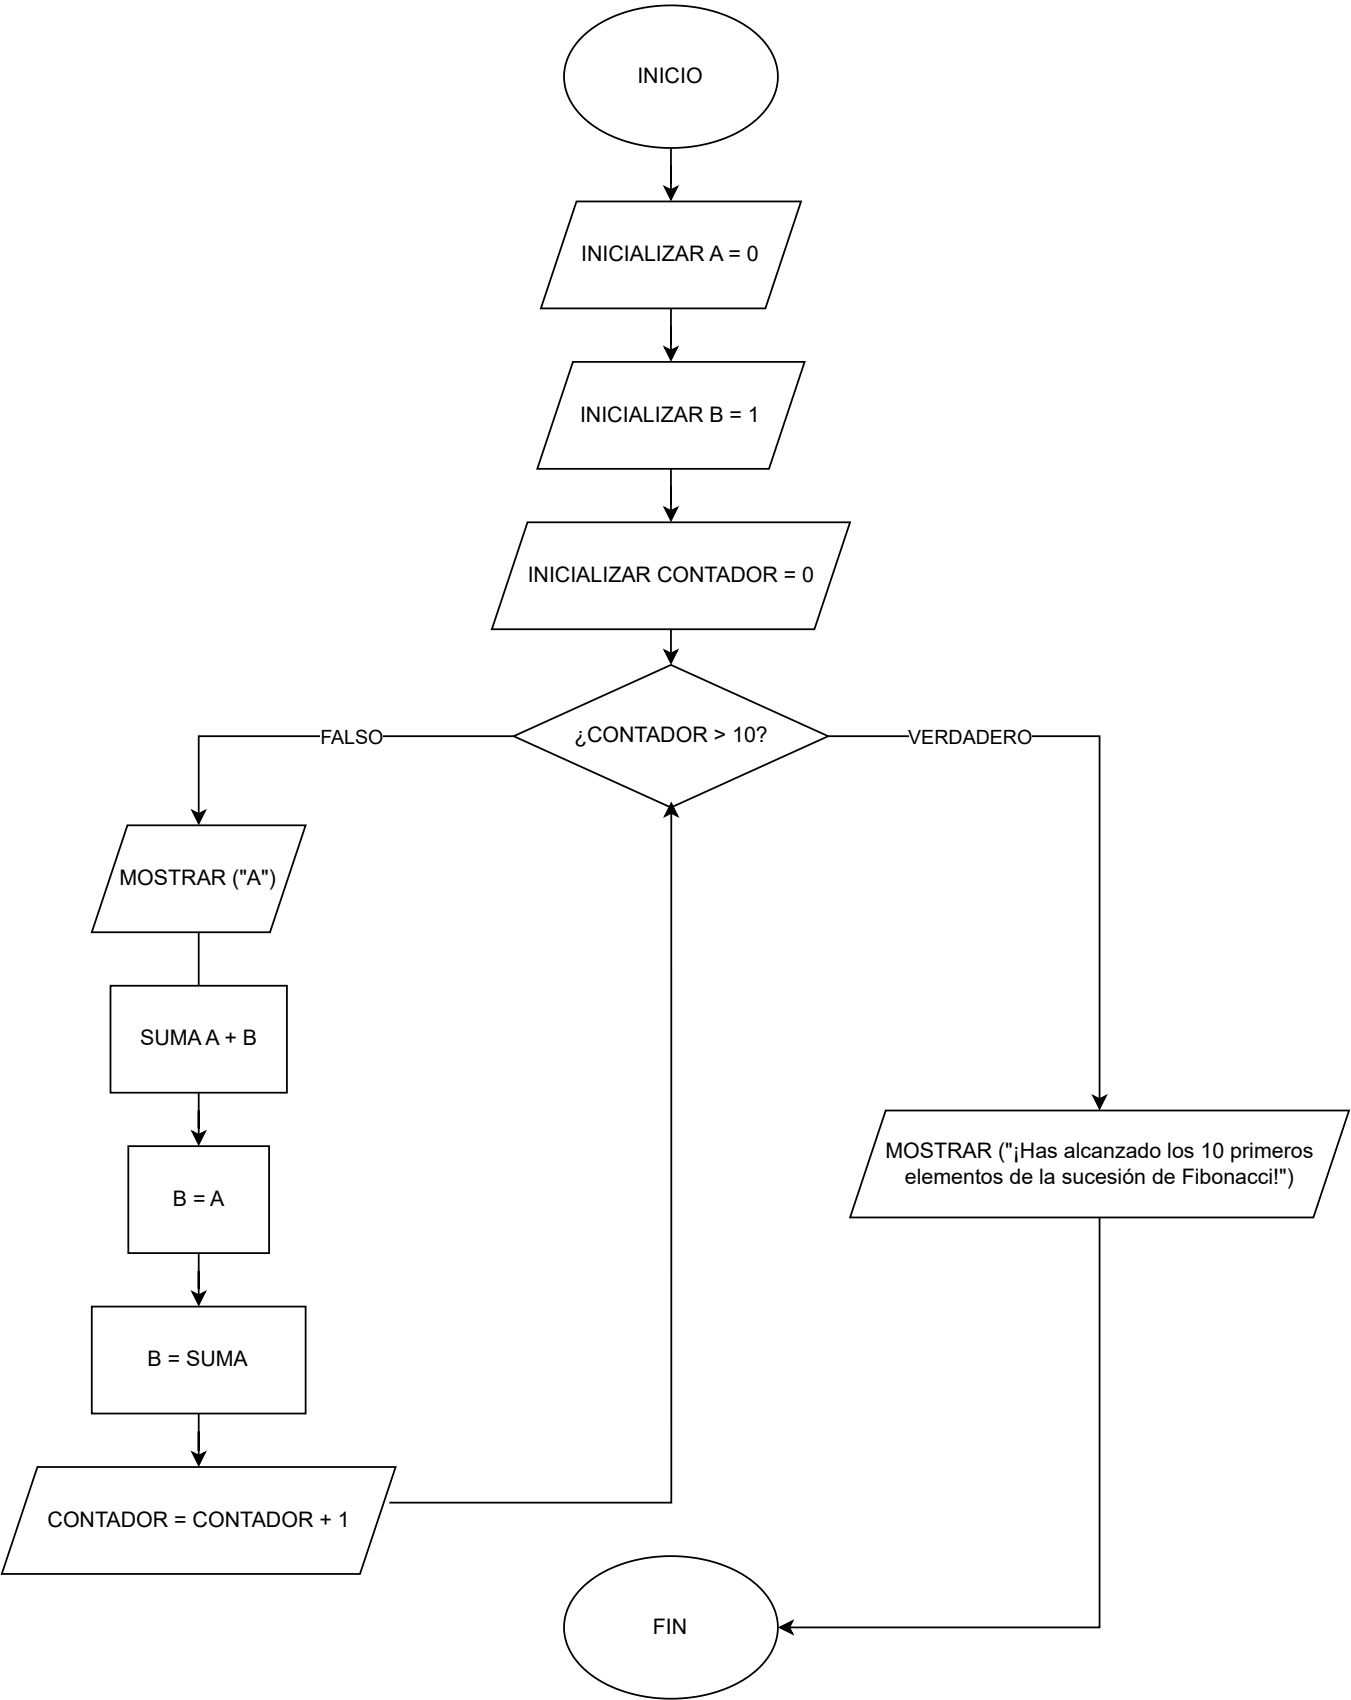 INICIO
INICIALIZAR A = 0
INICIALIZAR B = 1
INICIALIZAR CONTADOR = 0
¿CONTADOR > 10?
FALSO
VERDADERO
MOSTRAR ("A")
SUMA A + B
B = A
B = SUMA
CONTADOR = CONTADOR + 1
MOSTRAR ("¡Has alcanzado los 10 primeros
elementos de la sucesión de Fibonacci!")
FIN